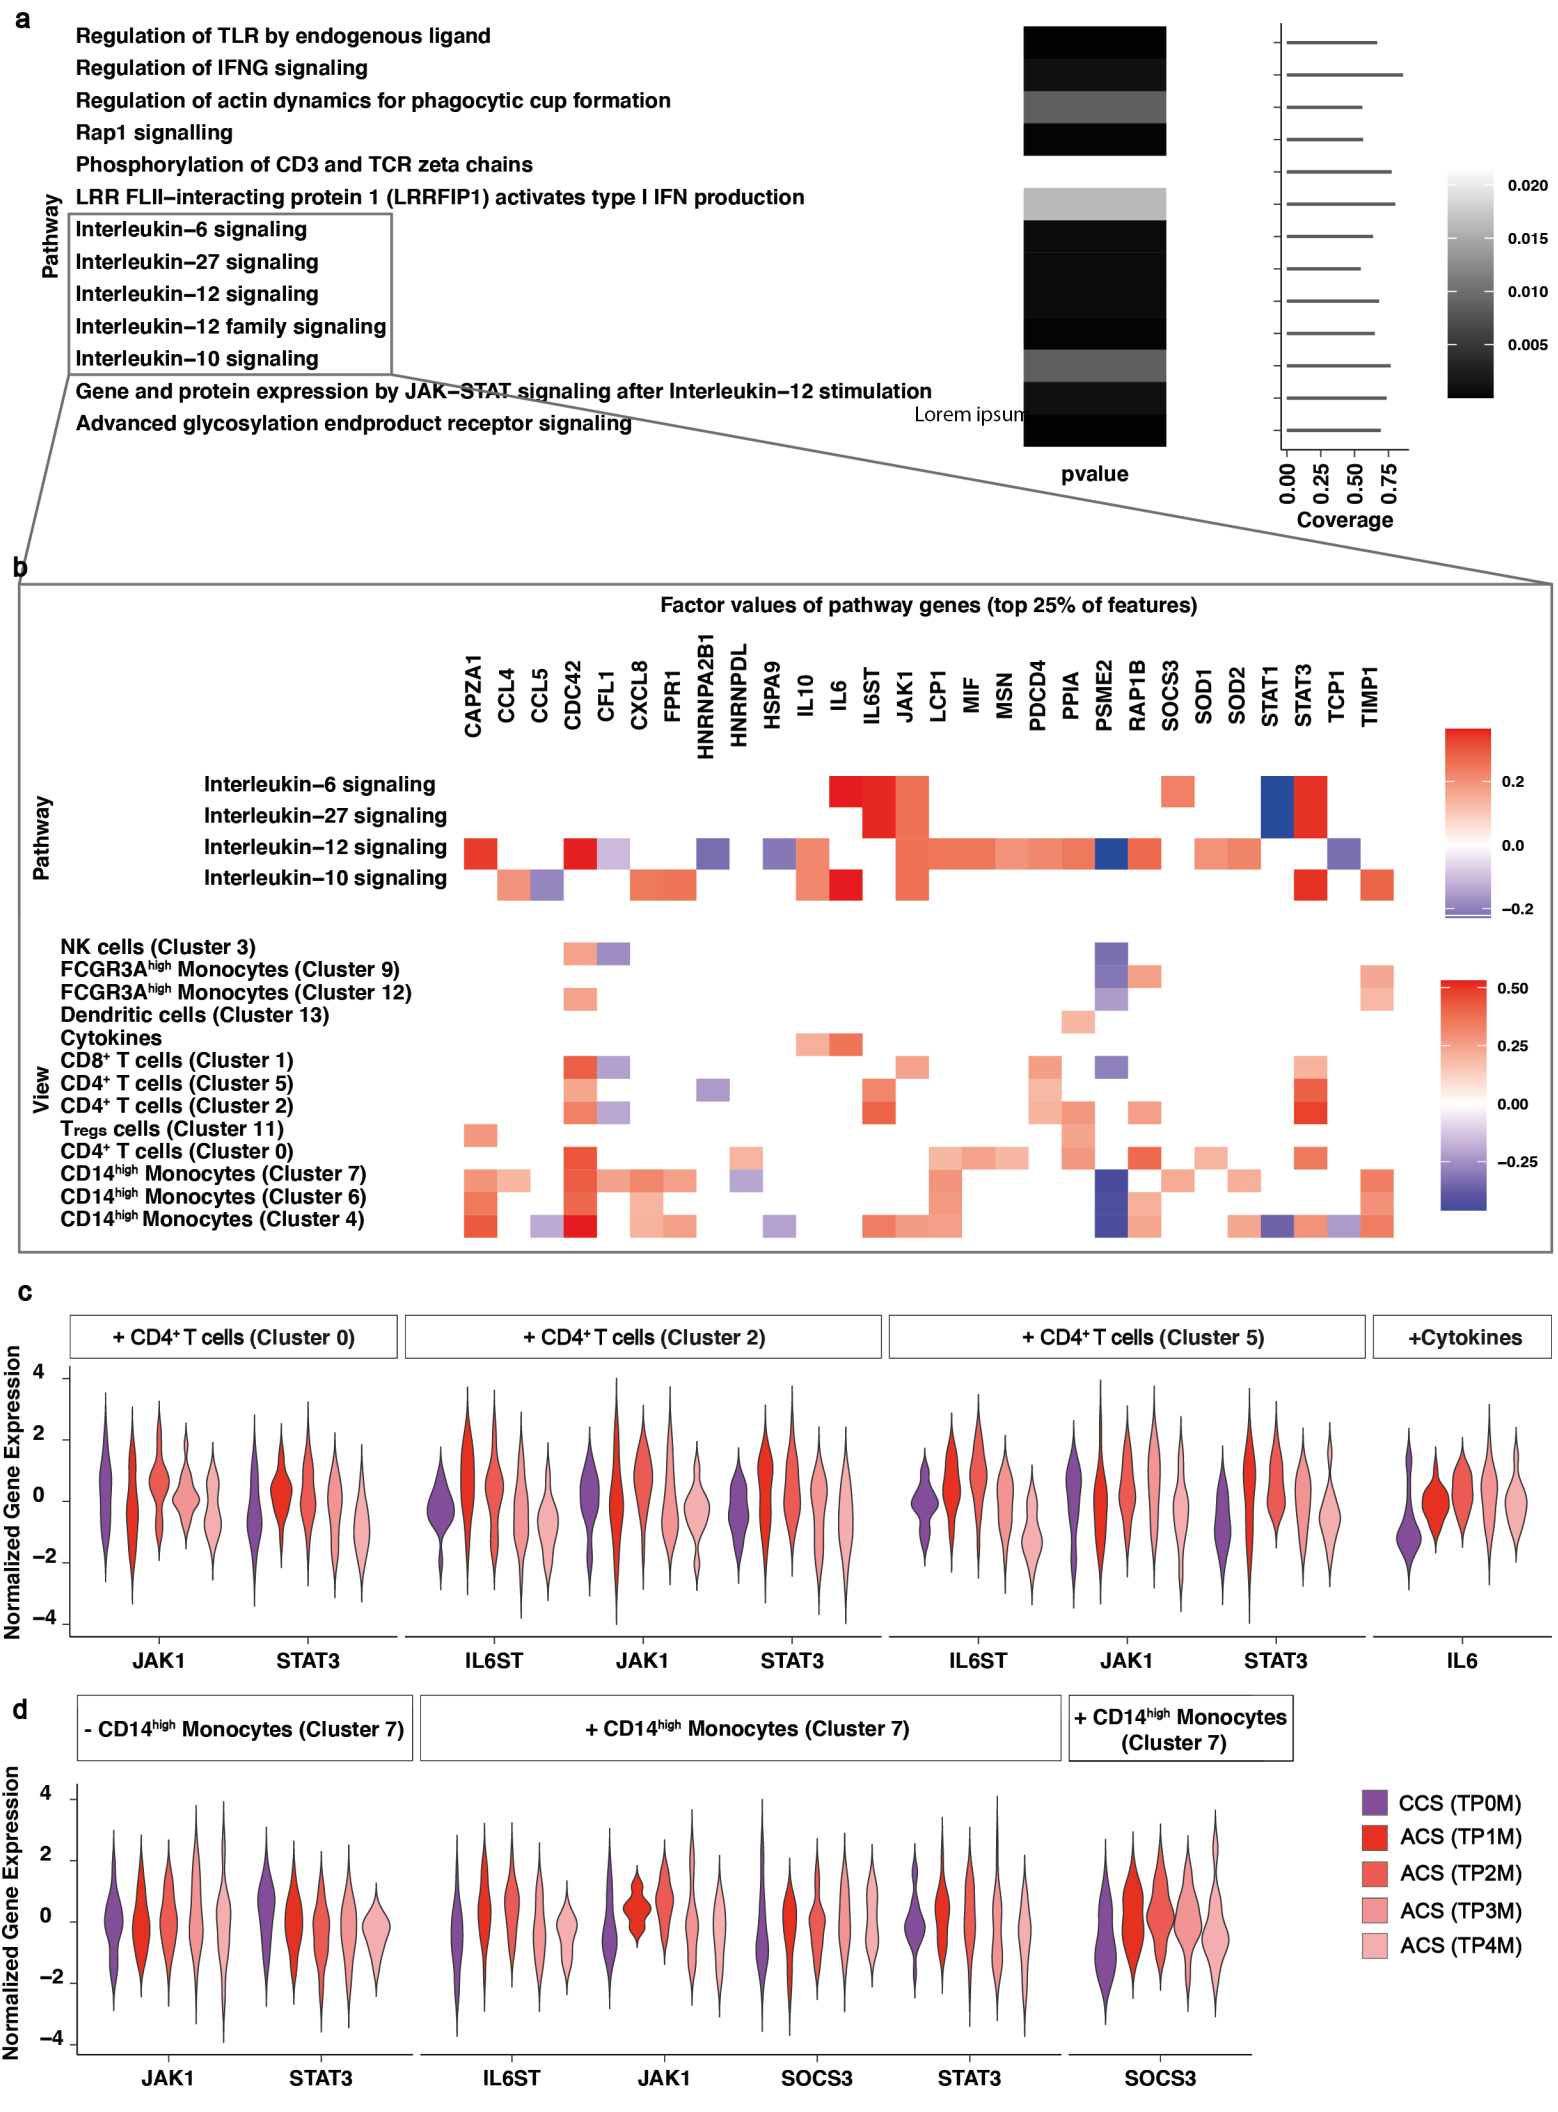 a
Regulation of TLR by endogenous ligand
Regulation of IFNG signaling
Regulation of actin dynamics for phagocytic cup formation
Rap1 signalling
Phosphorylation of CD3 and TCR zeta chains
LRR FLII−interacting protein 1 (LRRFIP1) activates type I IFN production
Interleukin−6 signaling
Interleukin−27 signaling
Interleukin−12 signaling
Interleukin−12 family signaling
Interleukin−10 signaling
Gene and protein expression by JAK−STAT signaling after Interleukin−12 stimulation
Advanced glycosylation endproduct receptor signaling
Pathway
Lorem ipsum
pvalue
0.00 0.25 0.50 0.75
Coverage
0.020
0.015
0.010
0.005
b
Factor values of pathway genes (top 25% of features)
CAPZA1 CCL4 CCL5 CDC42 CFL1 CXCL8 FPR1 HNRNPA2B1 HNRNPDL HSPA9 IL10 IL6 IL6ST JAK1 LCP1 MIF MSN PDCD4 PPIA PSME2 RAP1B SOCS3 SOD1 SOD2 STAT1 STAT3 TCP1 TIMP1
Pathway
Interleukin−6 signaling
Interleukin−27 signaling
Interleukin−12 signaling
Interleukin−10 signaling
0.2
0.0
−0.2
View
NK cells (Cluster 3)
FCGR3Ahigh Monocytes (Cluster 9)
FCGR3Ahigh Monocytes (Cluster 12)
Dendritic cells (Cluster 13)
Cytokines
CD8+ T cells (Cluster 1)
CD4+ T cells (Cluster 5)
CD4+ T cells (Cluster 2)
Tregs cells (Cluster 11)
CD4+ T cells (Cluster 0)
CD14high Monocytes (Cluster 7)
CD14high Monocytes (Cluster 6)
CD14high Monocytes (Cluster 4)
0.50
0.25
0.00
−0.25
c
+ CD4+ T cells (Cluster 0)
+ CD4+ T cells (Cluster 2)
+ CD4+ T cells (Cluster 5)
+Cytokines
Normalized Gene Expression
4
2
0
−2
−4
JAK1 STAT3 IL6ST JAK1 STAT3 IL6ST JAK1 STAT3 IL6
d
- CD14high Monocytes (Cluster 7)
+ CD14high Monocytes (Cluster 7)
+ CD14high Monocytes
(Cluster 7)
Normalized Gene Expression
4
2
0
−2
−4
JAK1 STAT3 IL6ST JAK1 SOCS3 STAT3 SOCS3
CCS (TP0M)
ACS (TP1M)
ACS (TP2M)
ACS (TP3M)
ACS (TP4M)